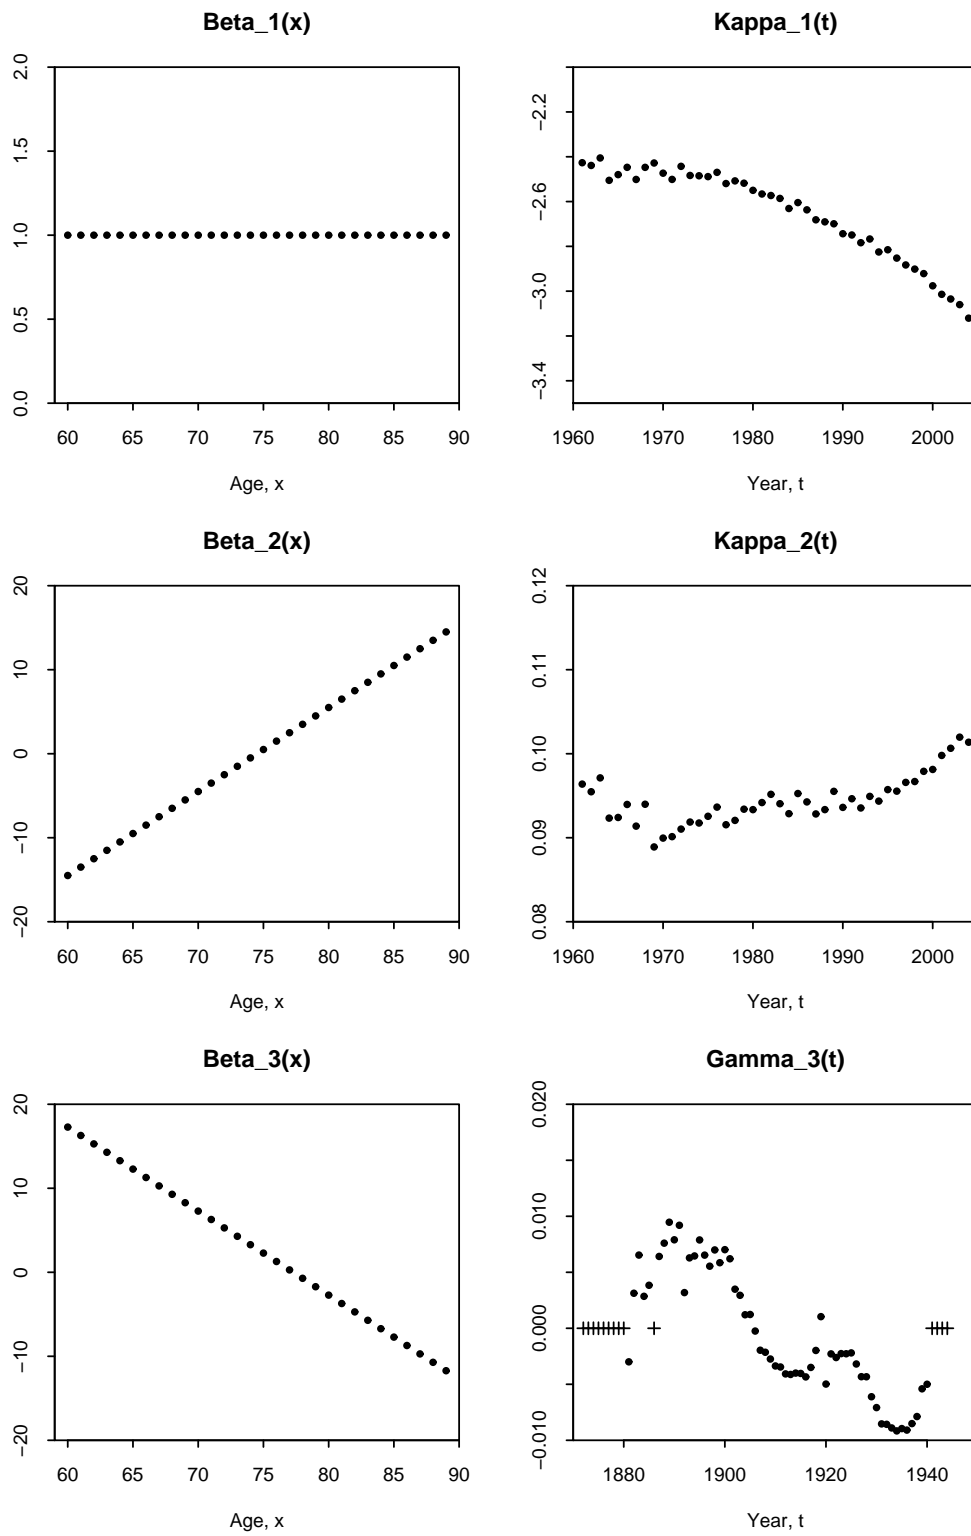 Beta_1(x)
0.0 0.5 1.0 1.5 2.0
60 65 70 75 80 85 90
Age, x
Kappa_1(t)
−3.4 −3.0 −2.6 −2.2
1960 1970 1980 1990 2000
Year, t
Beta_2(x)
−20 −10 0 10 20
60 65 70 75 80 85 90
Age, x
Kappa_2(t)
0.08 0.09 0.10 0.11 0.12
1960 1970 1980 1990 2000
Year, t
Beta_3(x)
−20 −10 0 10 20
60 65 70 75 80 85 90
Age, x
Gamma_3(t)
−0.010 0.000 0.010 0.020
1880 1900 1920 1940
Year, t